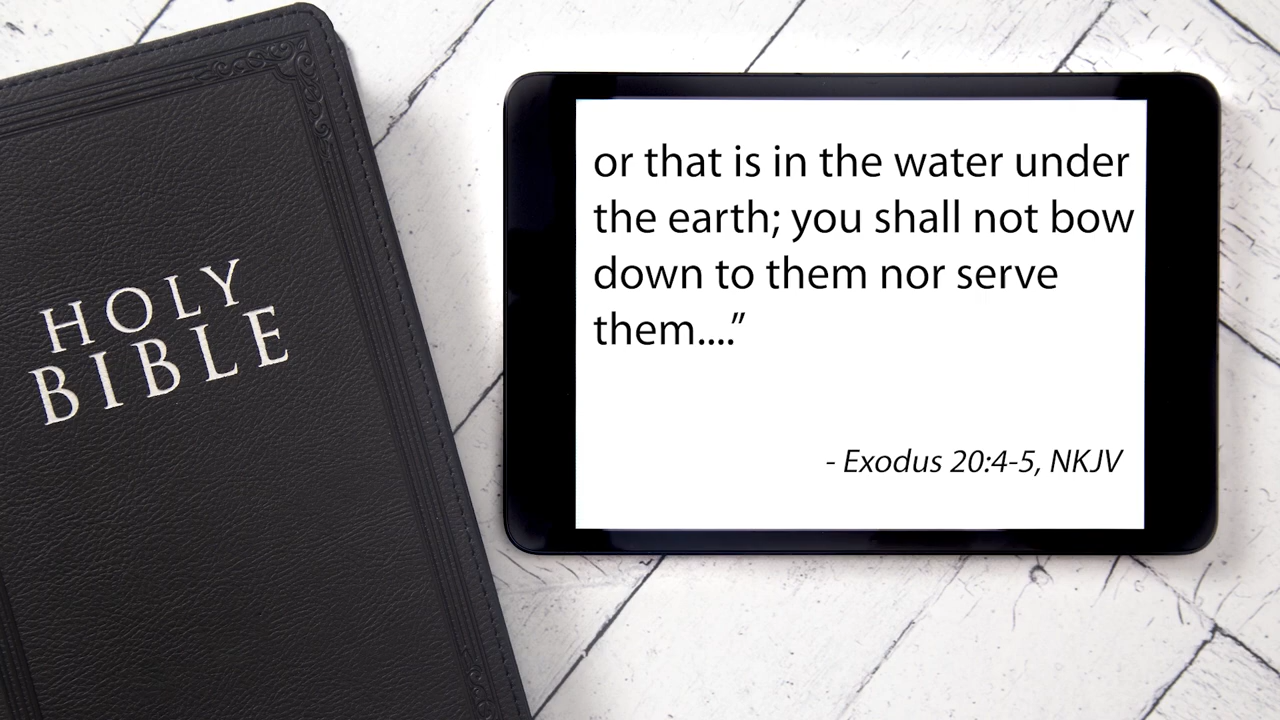 HOLY
BIBLE
or that is in the water under
the earth; you shall not bow
down to them nor serve
them....”
- Exodus 20:4-5, NKJV